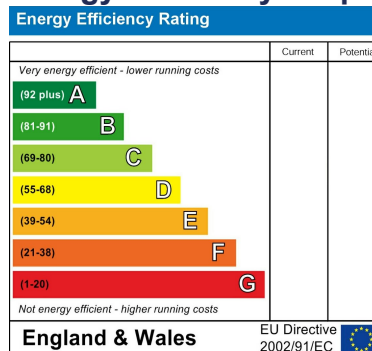 Energy Efficiency Rating
Current Potential
Very energy efficient - lower running costs
(92 plus) A
(81-91) B
(69-80) C
(55-68) D
(39-54) E
(21-38) F
(1-20) G
Not energy efficient - higher running costs
England & Wales
EU Directive
2002/91/EC